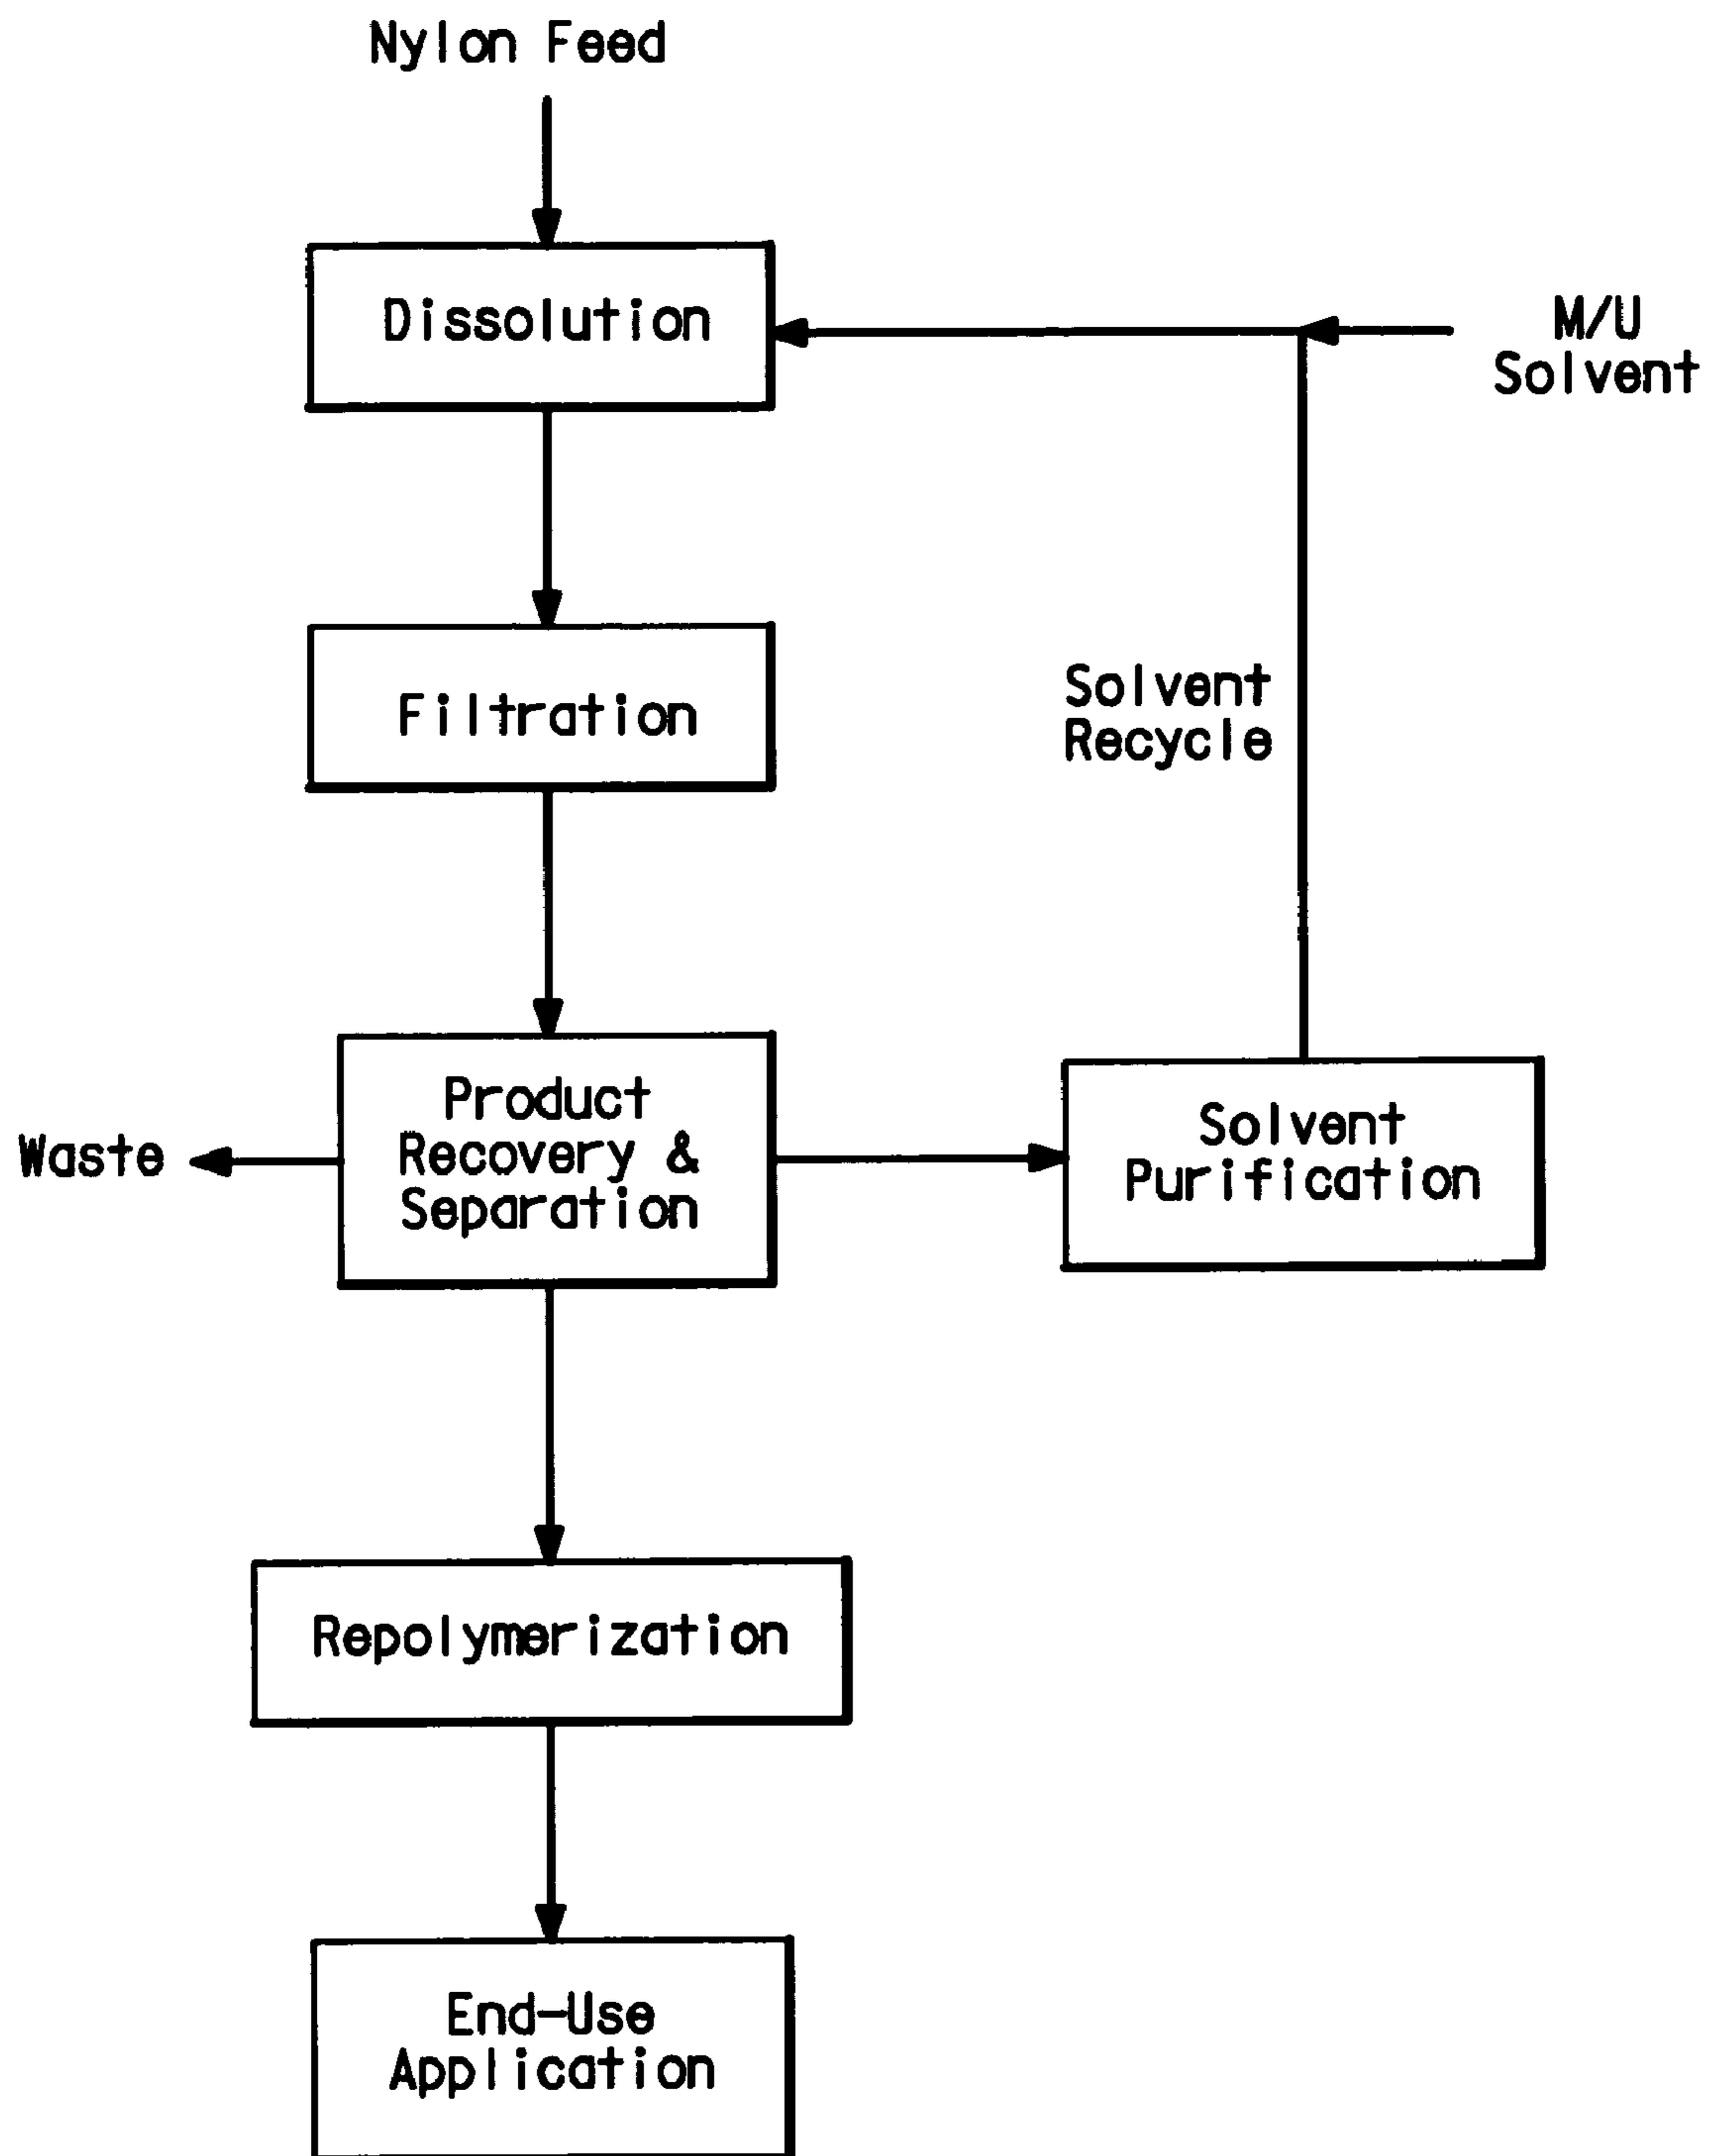 Nylon Feed
Dissolution
M/U
Solvent
Filtration
Solvent
Recycle
Product
Recovery &
Separation
Waste
Solvent
Purification
Repolymerization
End-Use
Application